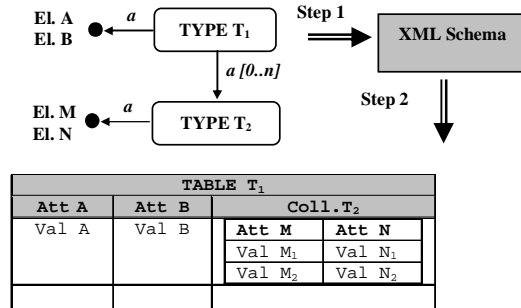 El. A
El. B
a
TYPE T₁
Step 1
XML Schema
a [0..n]
El. M
El. N
a
TYPE T₂
Step 2
TABLE T₁
Att A Att B Coll.T₂
Val A Val B Att M Att N
Val M₁ Val N₁
Val M₂ Val N₂